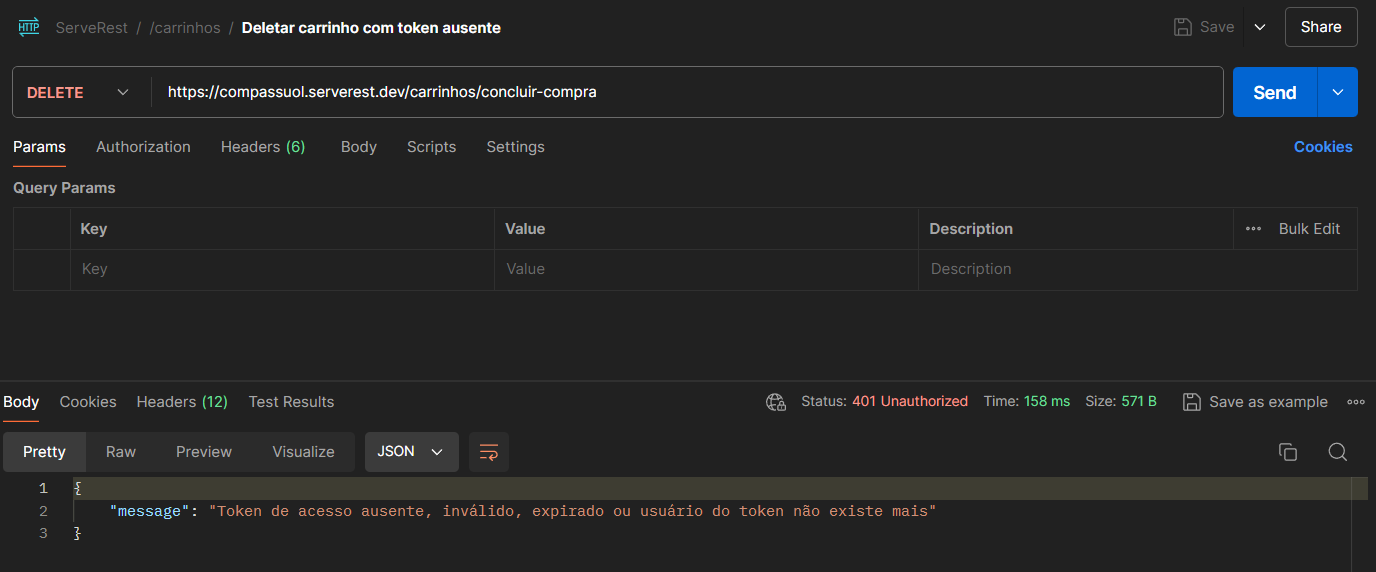 HTTP ServeRest / /carrinhos / Deletar carrinho com token ausente Save Share
DELETE https://compassuol.serverest.dev/carrinhos/concluir-compra Send
Params Authorization Headers (6) Body Scripts Settings Cookies
Query Params
Key Value Description Bulk Edit
Key Value Description
Body Cookies Headers (12) Test Results Status: 401 Unauthorized Time: 158 ms Size: 571 B Save as example
Pretty Raw Preview Visualize JSON
1 {
2 "message": "Token de acesso ausente, inválido, expirado ou usuário do token não existe mais"
3 }